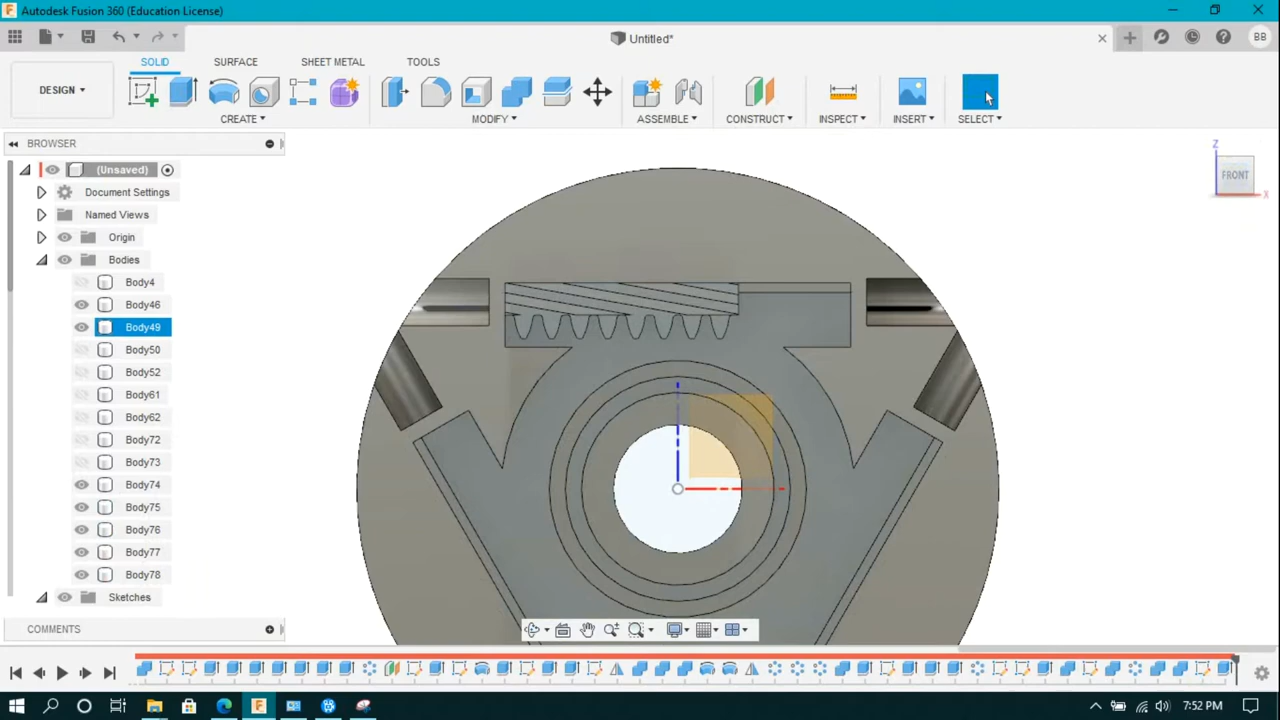 Autodesk Fusion 360 (Education License)
Untitled*
BB
SOLID
SURFACE
SHEET METAL
TOOLS
DESIGN
CREATE
MODIFY
ASSEMBLE
CONSTRUCT
INSPECT
INSERT
SELECT
BROWSER
(Unsaved)
Document Settings
Named Views
Origin
Bodies
Body4
Body46
Body49
Body50
Body52
Body61
Body62
Body72
Body73
Body74
Body75
Body76
Body77
Body78
Sketches
COMMENTS
Z
FRONT
X
7:52 PM